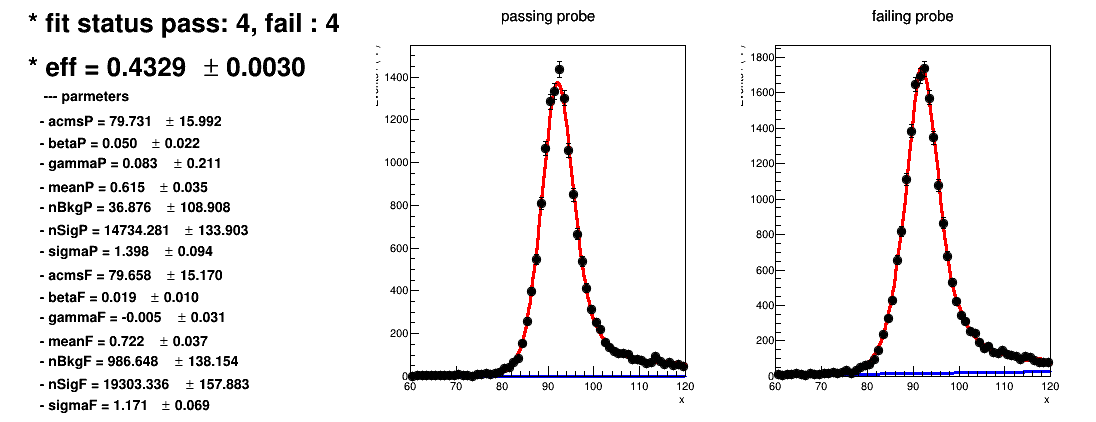 * fit status pass: 4, fail : 4
* eff = 0.4329 ± 0.0030
--- parmeters
- acmsP = 79.731 ± 15.992
- betaP = 0.050 ± 0.022
- gammaP = 0.083 ± 0.211
- meanP = 0.615 ± 0.035
- nBkgP = 36.876 ± 108.908
- nSigP = 14734.281 ± 133.903
- sigmaP = 1.398 ± 0.094
- acmsF = 79.658 ± 15.170
- betaF = 0.019 ± 0.010
- gammaF = -0.005 ± 0.031
- meanF = 0.722 ± 0.037
- nBkgF = 986.648 ± 138.154
- nSigF = 19303.336 ± 157.883
- sigmaF = 1.171 ± 0.069
passing probe
1400
1200
1000
800
600
400
200
0
60 70 80 90 100 110 120
x
failing probe
1800
1600
1400
1200
1000
800
600
400
200
0
60 70 80 90 100 110 120
x